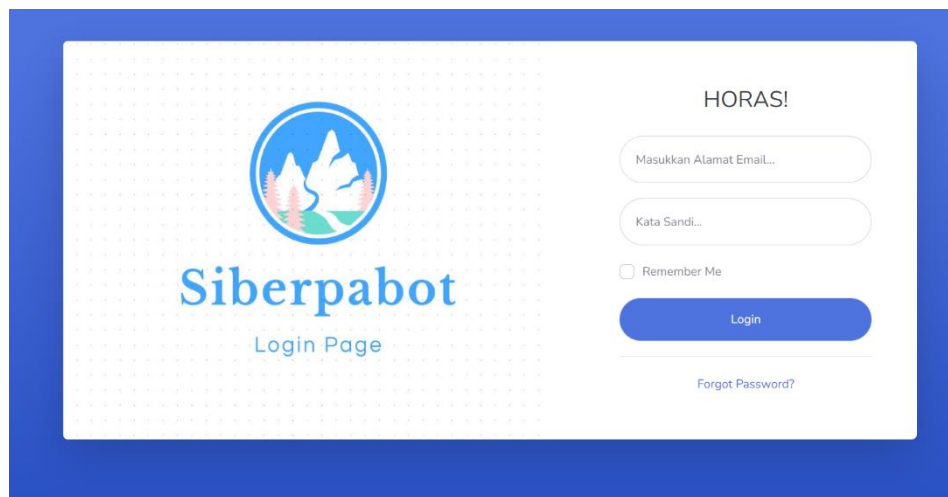 Siberpabot
Login Page
HORAS!
Masukkan Alamat Email...
Kata Sandi...
Remember Me
Login
Forgot Password?